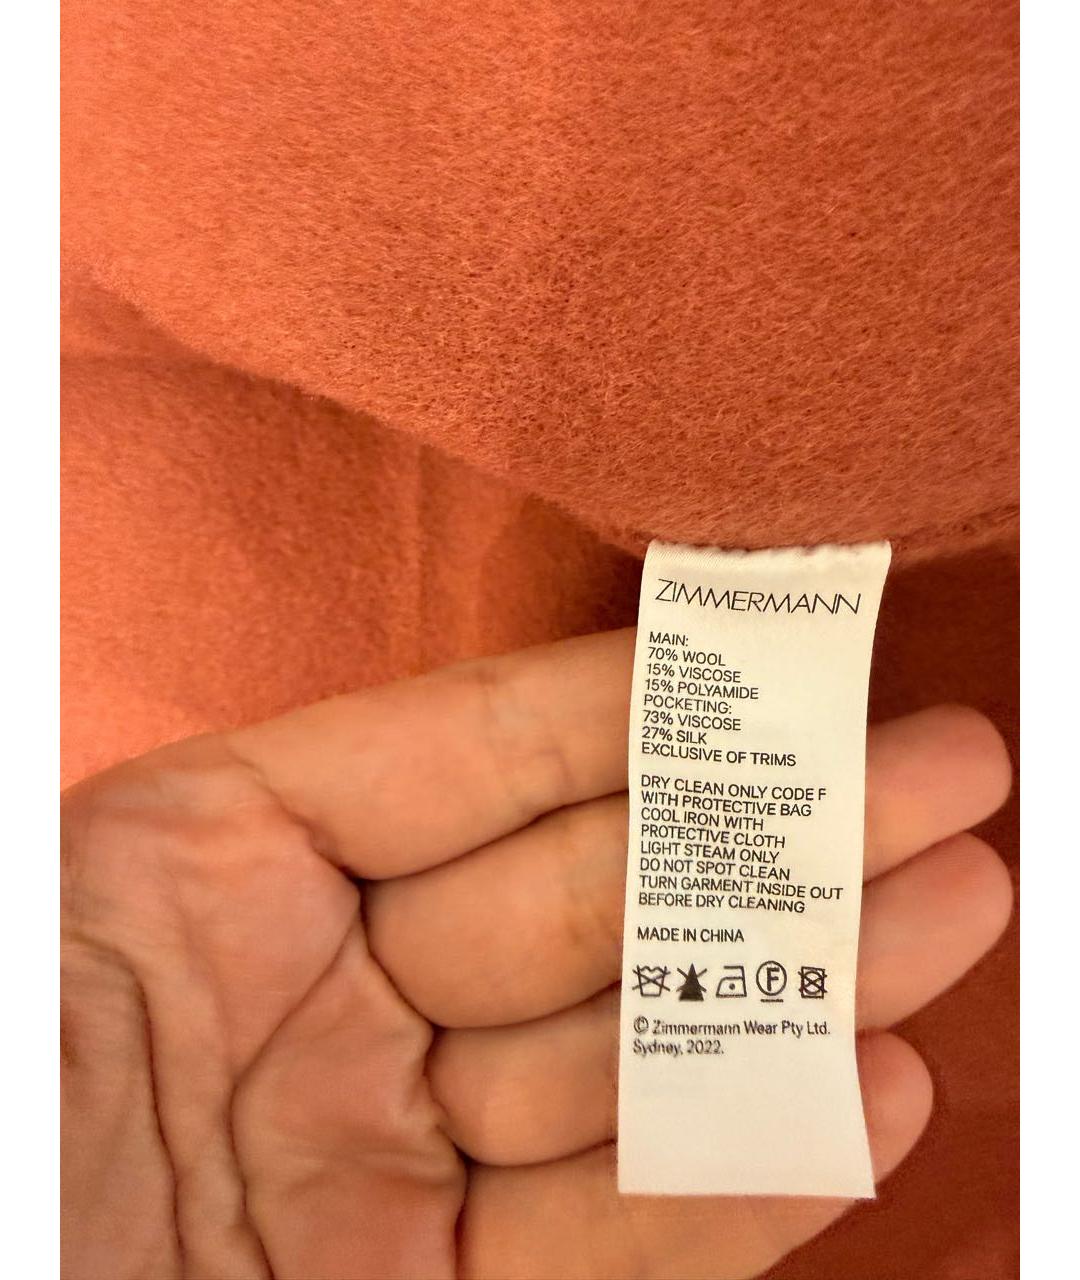 ZIMMERMANN
MAIN:
70% WOOL
15% VISCOSE
15% POLYAMIDE
POCKETING:
73% VISCOSE
27% SILK
EXCLUSIVE OF TRIMS
DRY CLEAN ONLY CODE F
WITH PROTECTIVE BAG
COOL IRON WITH
PROTECTIVE CLOTH
LIGHT STEAM ONLY
DO NOT SPOT CLEAN
TURN GARMENT INSIDE OUT
BEFORE DRY CLEANING
MADE IN CHINA
F
© Zimmermann Wear Pty Ltd.
Sydney, 2022.